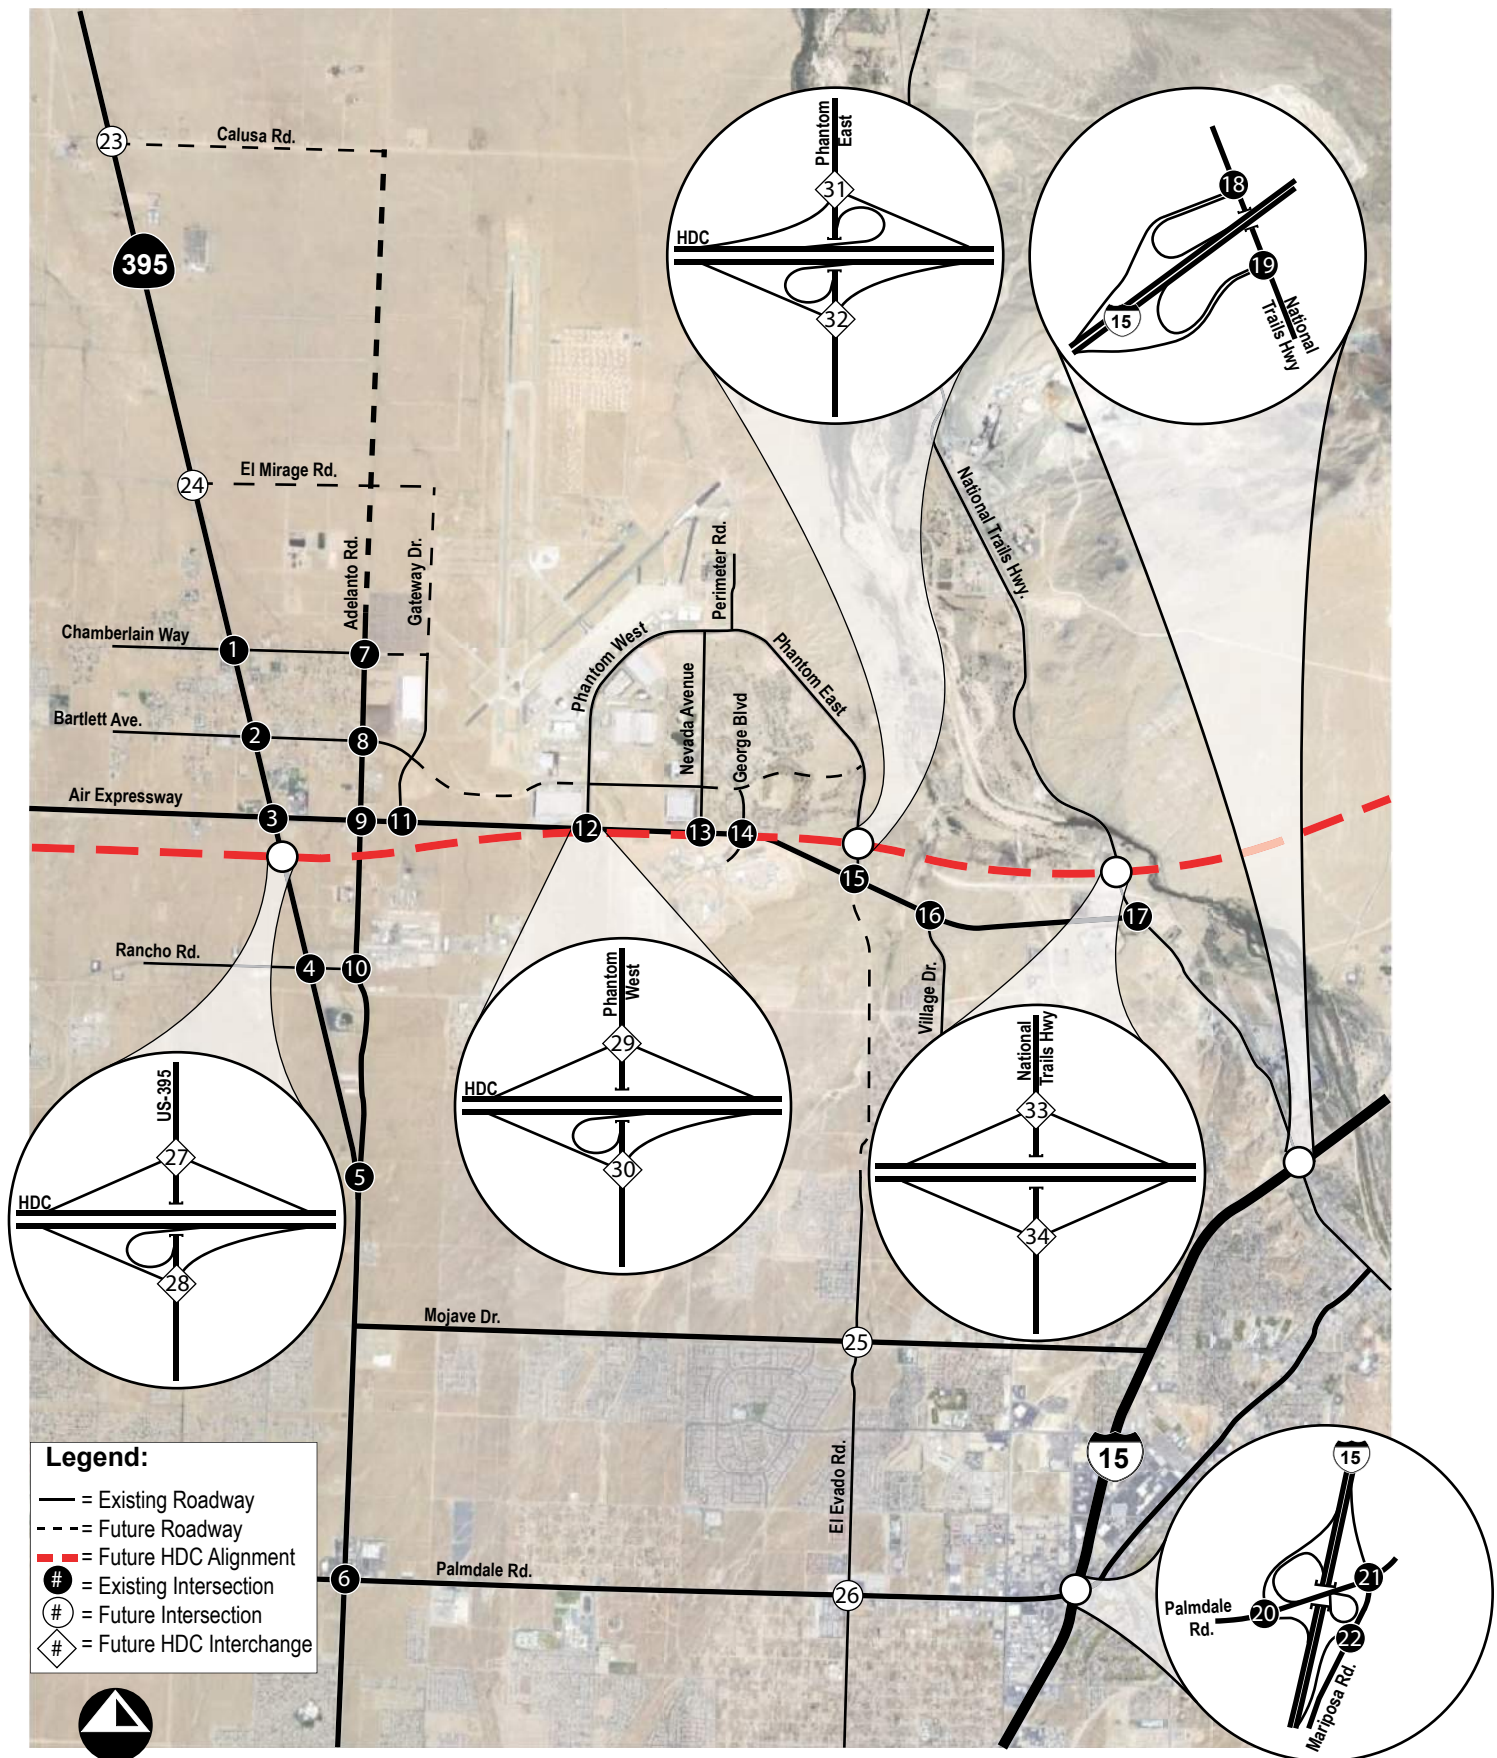 Phantom
East
31
HDC
32
18
19
15
National
Trails Hwy
23
Calusa Rd.
395
24
El Mirage Rd.
Adelanto Rd.
Gateway Dr.
Perimeter Rd.
National Trails Hwy.
Chamberlain Way
1
7
Phantom West
Nevada Avenue
George Blvd
Phantom East
Bartlett Ave.
2
8
Air Expressway
3
9
11
12
13
14
15
16
17
Rancho Rd.
4
10
Village Dr.
Phantom
West
29
HDC
30
National
Trails Hwy
33
34
US-395
27
HDC
28
5
Mojave Dr.
25
15
El Evado Rd.
6
Palmdale Rd.
26
15
21
Palmdale
Rd.
20
22
Mariposa Rd.
Legend:
= Existing Roadway
= Future Roadway
= Future HDC Alignment
# = Existing Intersection
# = Future Intersection
# = Future HDC Interchange